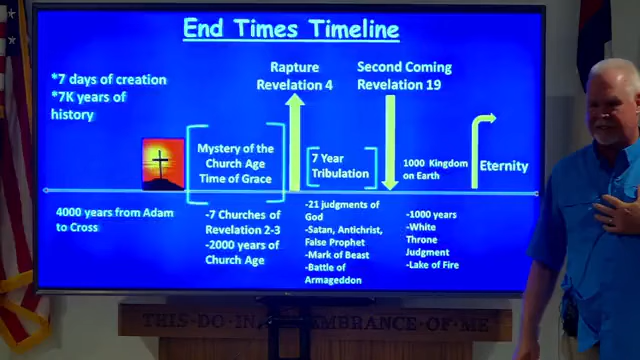 End Times Timeline
*7 days of creation
*7K years of
history
Rapture
Revelation 4
Second Coming
Revelation 19
Mystery of the
Church Age
Time of Grace
7 Year
Tribulation
1000 Kingdom
on Earth
Eternity
4000 years from Adam
to Cross
-7 Churches of
Revelation 2-3
-2000 years of
Church Age
-21 judgments of
God
-Satan, Antichrist,
False Prophet
-Mark of Beast
-Battle of
Armageddon
-1000 years
-White
Throne
Judgment
-Lake of Fire
THIS·DO·IN EMBRANCE·OF·ME